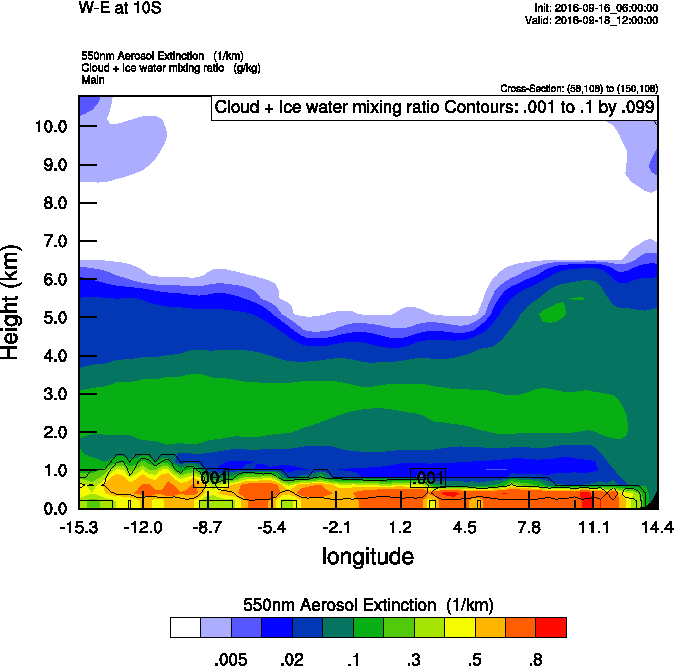 W-E at 10S
Init: 2016-09-16_06:00:00
Valid: 2016-09-18_12:00:00
550nm Aerosol Extinction (1/km)
Cloud + Ice water mixing ratio (g/kg)
Main
Cross-Section: (58,108) to (150,108)
Cloud + Ice water mixing ratio Contours: .001 to .1 by .099
10.0
9.0
8.0
7.0
6.0
5.0
4.0
3.0
2.0
1.0
0.0
Height (km)
.001 .001
-15.3 -12.0 -8.7 -5.4 -2.1 1.2 4.5 7.8 11.1 14.4
longitude
550nm Aerosol Extinction (1/km)
.005 .02 .1 .3 .5 .8